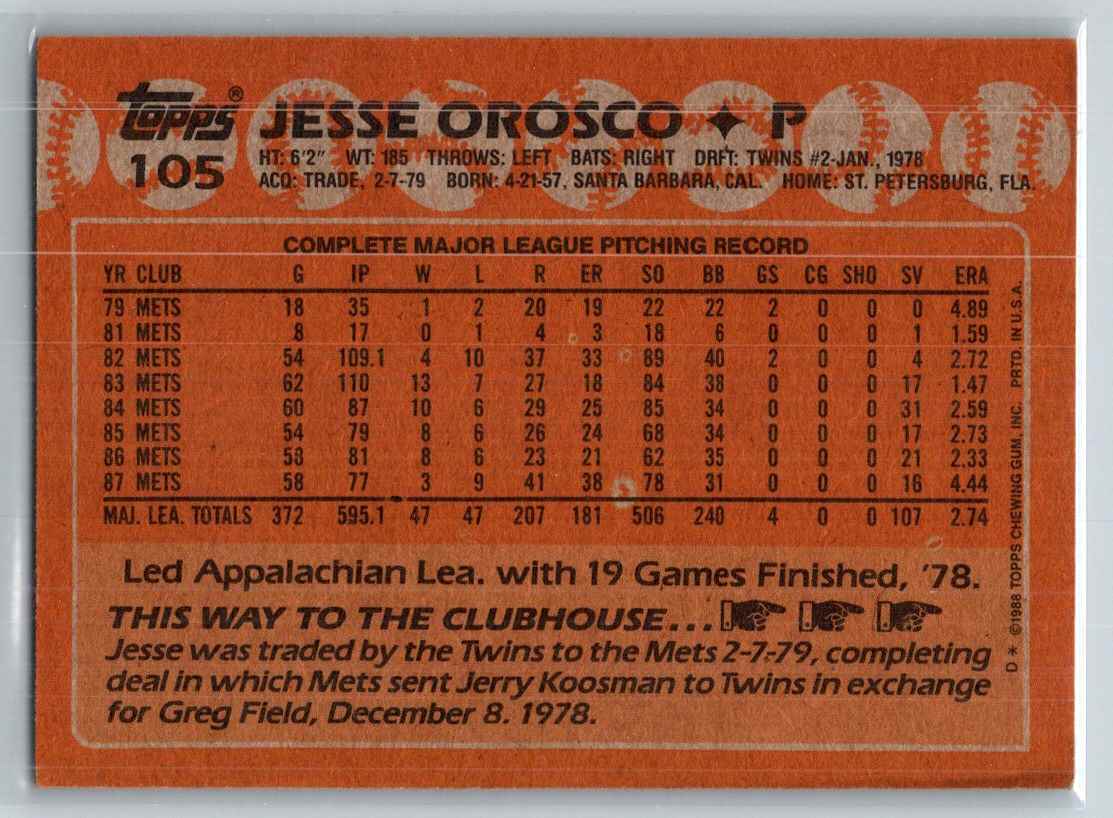 topps® JESSE OROSCO ✦ P
105
HT: 6'2" WT: 185 THROWS: LEFT BATS: RIGHT DRFT: TWINS #2-JAN., 1978
ACQ: TRADE, 2-7-79 BORN: 4-21-57, SANTA BARBARA, CAL. HOME: ST. PETERSBURG, FLA.
COMPLETE MAJOR LEAGUE PITCHING RECORD
YR CLUB G IP W L R ER SO BB GS CG SHO SV ERA
79 METS 18 35 1 2 20 19 22 22 2 0 0 0 4.89
81 METS 8 17 0 1 4 3 18 6 0 0 0 1 1.59
82 METS 54 109.1 4 10 37 33 89 40 2 0 0 4 2.72
83 METS 62 110 13 7 27 18 84 38 0 0 0 17 1.47
84 METS 60 87 10 6 29 25 85 34 0 0 0 31 2.59
85 METS 54 79 8 6 26 24 68 34 0 0 0 17 2.73
86 METS 58 81 8 6 23 21 62 35 0 0 0 21 2.33
87 METS 58 77 3 9 41 38 78 31 0 0 0 16 4.44
MAJ. LEA. TOTALS 372 595.1 47 47 207 181 506 240 4 0 0 107 2.74
Led Appalachian Lea. with 19 Games Finished, '78.
THIS WAY TO THE CLUBHOUSE...
Jesse was traded by the Twins to the Mets 2-7-79, completing
deal in which Mets sent Jerry Koosman to Twins in exchange
for Greg Field, December 8. 1978.
D * ©1988 TOPPS CHEWING GUM, INC. PRTD. IN U.S.A.